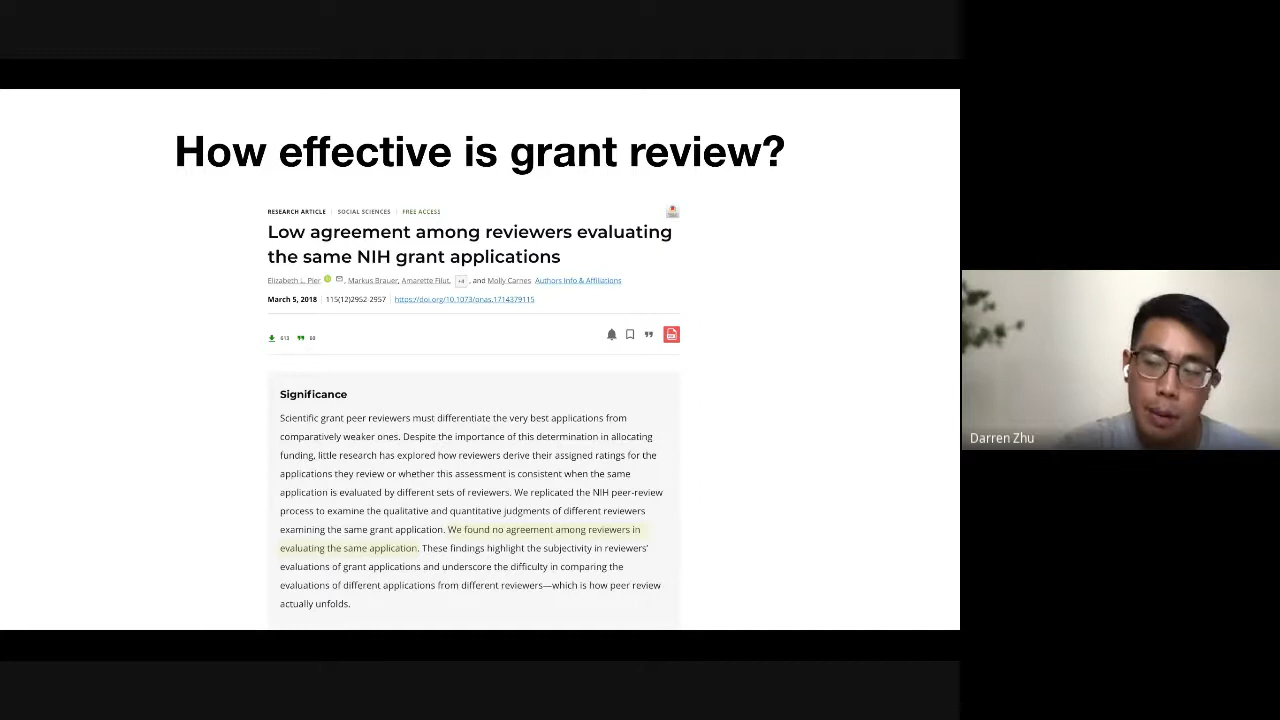 How effective is grant review?
RESEARCH ARTICLE | SOCIAL SCIENCES | FREE ACCESS
Low agreement among reviewers evaluating
the same NIH grant applications
Elizabeth L. Pier, Markus Brauer, Amarette Filut, +4, and Molly Carnes Authors Info & Affiliations
March 5, 2018 | 115(12)2952-2957 | https://doi.org/10.1073/pnas.1714379115
Significance
Scientific grant peer reviewers must differentiate the very best applications from
comparatively weaker ones. Despite the importance of this determination in allocating
funding, little research has explored how reviewers derive their assigned ratings for the
applications they review or whether this assessment is consistent when the same
application is evaluated by different sets of reviewers. We replicated the NIH peer-review
process to examine the qualitative and quantitative judgments of different reviewers
examining the same grant application. We found no agreement among reviewers in
evaluating the same application. These findings highlight the subjectivity in reviewers’
evaluations of grant applications and underscore the difficulty in comparing the
evaluations of different applications from different reviewers—which is how peer review
actually unfolds.
Darren Zhu